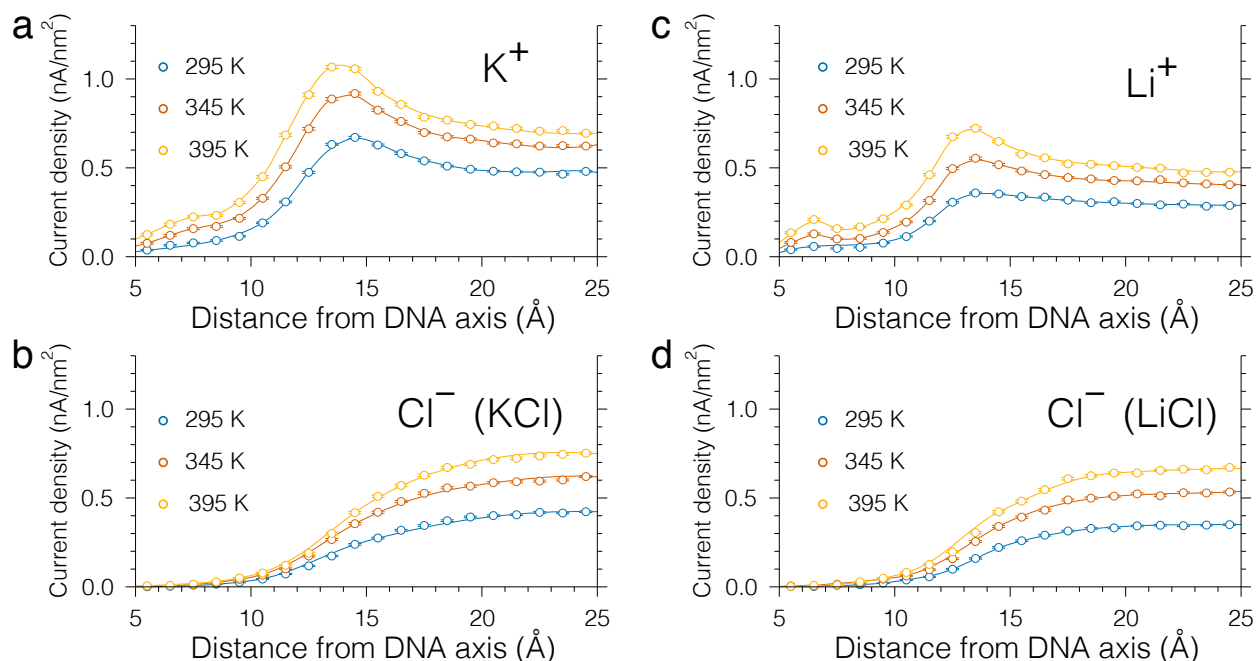 a
K+
295 K
345 K
395 K
Current density (nA/nm2)
1.0
0.5
0.0
5 10 15 20 25
Distance from DNA axis (Å)
b
Cl− (KCl)
295 K
345 K
395 K
Current density (nA/nm2)
1.0
0.5
0.0
5 10 15 20 25
Distance from DNA axis (Å)
c
Li+
295 K
345 K
395 K
Current density (nA/nm2)
1.0
0.5
0.0
5 10 15 20 25
Distance from DNA axis (Å)
d
Cl− (LiCl)
295 K
345 K
395 K
Current density (nA/nm2)
1.0
0.5
0.0
5 10 15 20 25
Distance from DNA axis (Å)